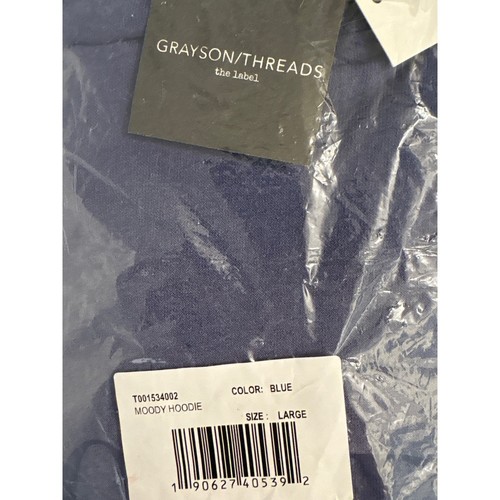 GRAYSON/THREADS
the label
T001534002 COLOR: BLUE
MOODY HOODIE
SIZE : LARGE
1 90627 40539 2